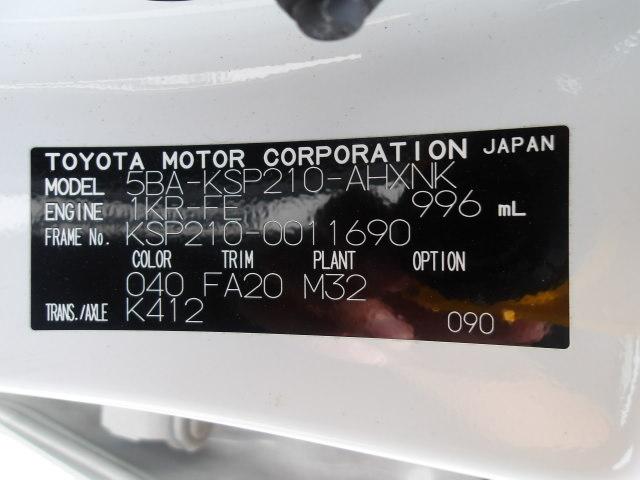 TOYOTA MOTOR CORPORATION JAPAN
MODEL 5BA-KSP210-AHXNK
ENGINE 1KR-FE 996 mL
FRAME No. KSP210-0011690
COLOR TRIM PLANT OPTION
040 FA20 M32
TRANS./AXLE K412 090